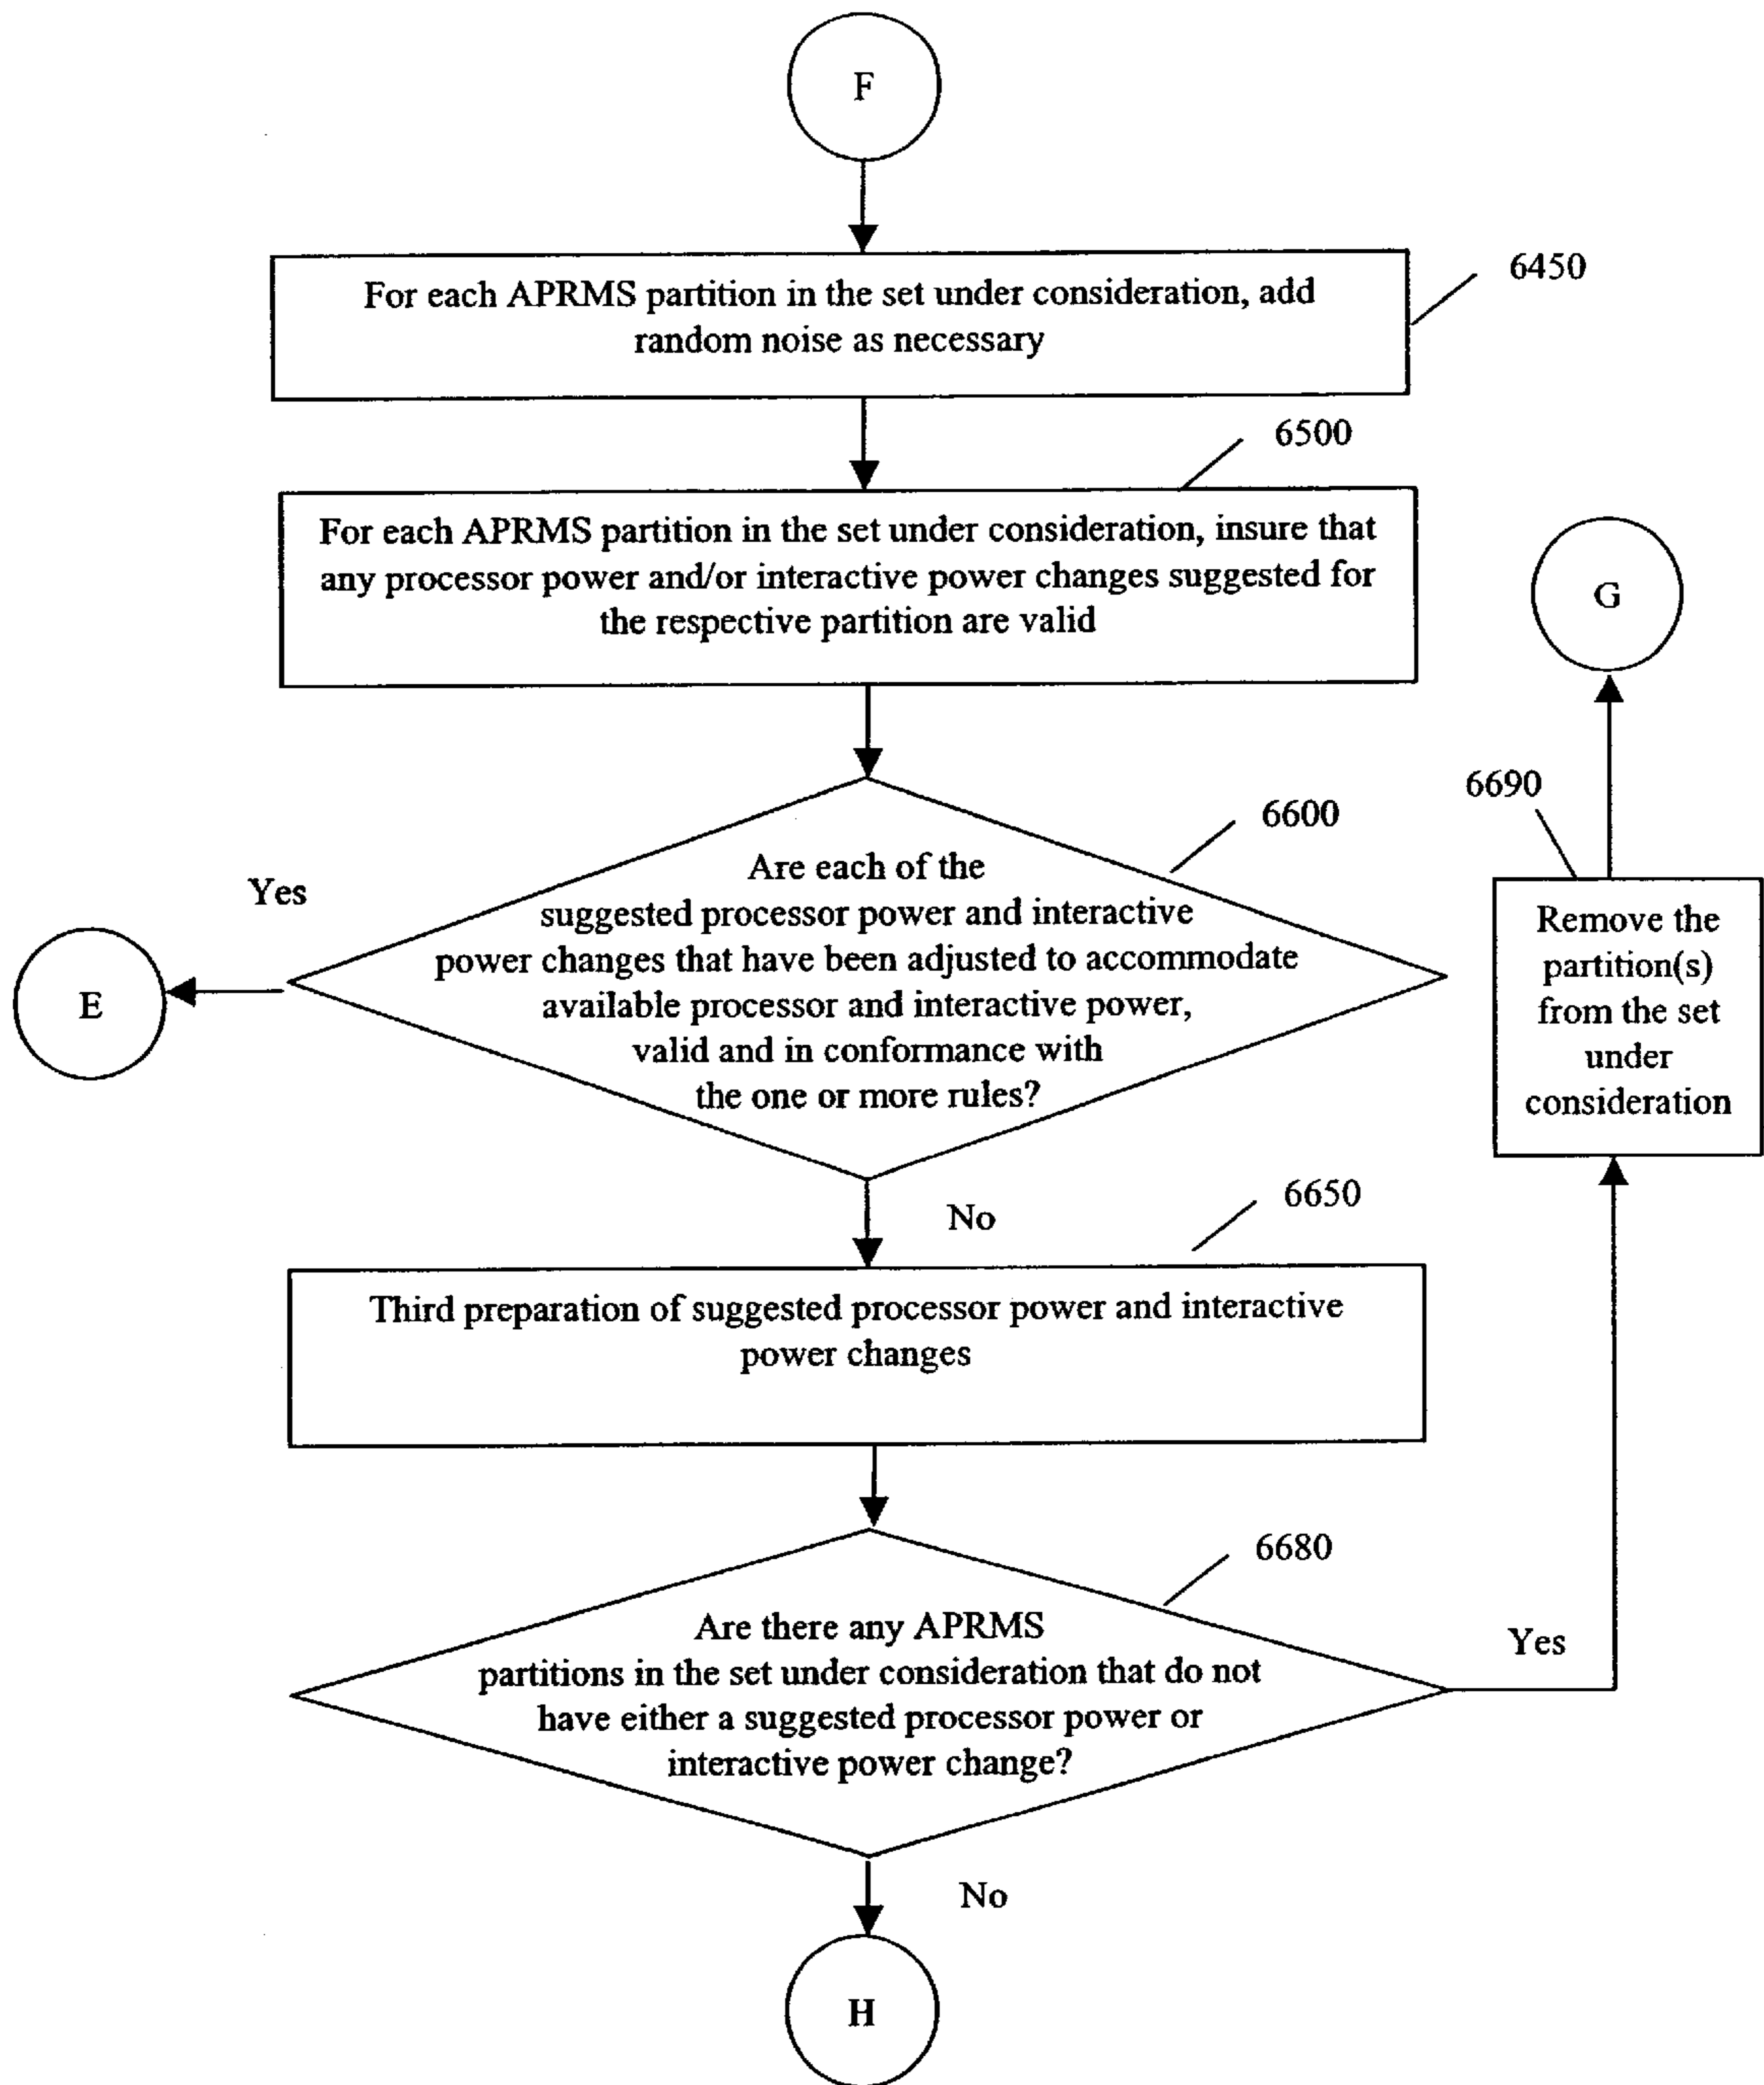 F
6450
For each APRMS partition in the set under consideration, add
random noise as necessary
6500
For each APRMS partition in the set under consideration, insure that
any processor power and/or interactive power changes suggested for
the respective partition are valid
G
6690
6600
Are each of the
suggested processor power and interactive
power changes that have been adjusted to accommodate
available processor and interactive power,
valid and in conformance with
the one or more rules?
Yes
E
Remove the
partition(s)
from the set
under
consideration
No
6650
Third preparation of suggested processor power and interactive
power changes
6680
Are there any APRMS
partitions in the set under consideration that do not
have either a suggested processor power or
interactive power change?
Yes
No
H